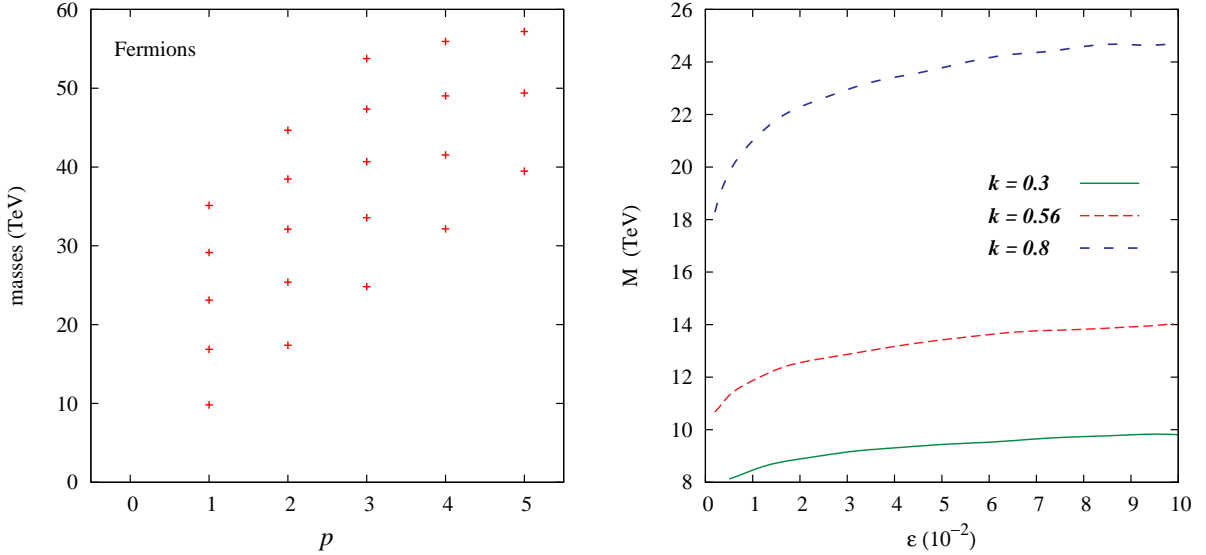 Fermions
masses (TeV)
60
50
40
30
20
10
0
0 1 2 3 4 5
p
M (TeV)
26
24
22
20
18
16
14
12
10
8
k = 0.3
k = 0.56
k = 0.8
0 1 2 3 4 5 6 7 8 9 10
ε (10⁻²)